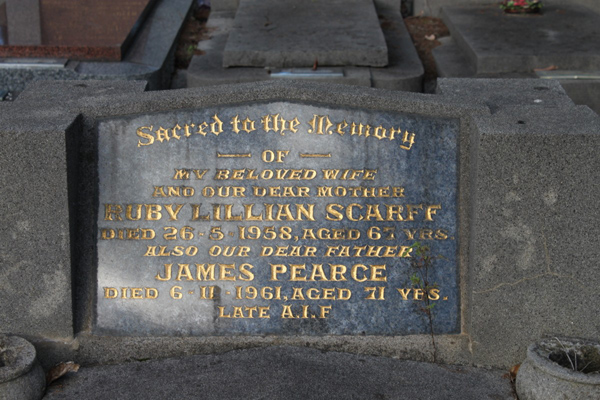 Sacred to the Memory
— OF —
MY BELOVED WIFE
AND OUR DEAR MOTHER
RUBY LILLIAN SCARFF
DIED 26-5-1958, AGED 67 YRS.
ALSO OUR DEAR FATHER
JAMES PEARCE
DIED 6-11-1961, AGED 71 YRS.
LATE A.I.F